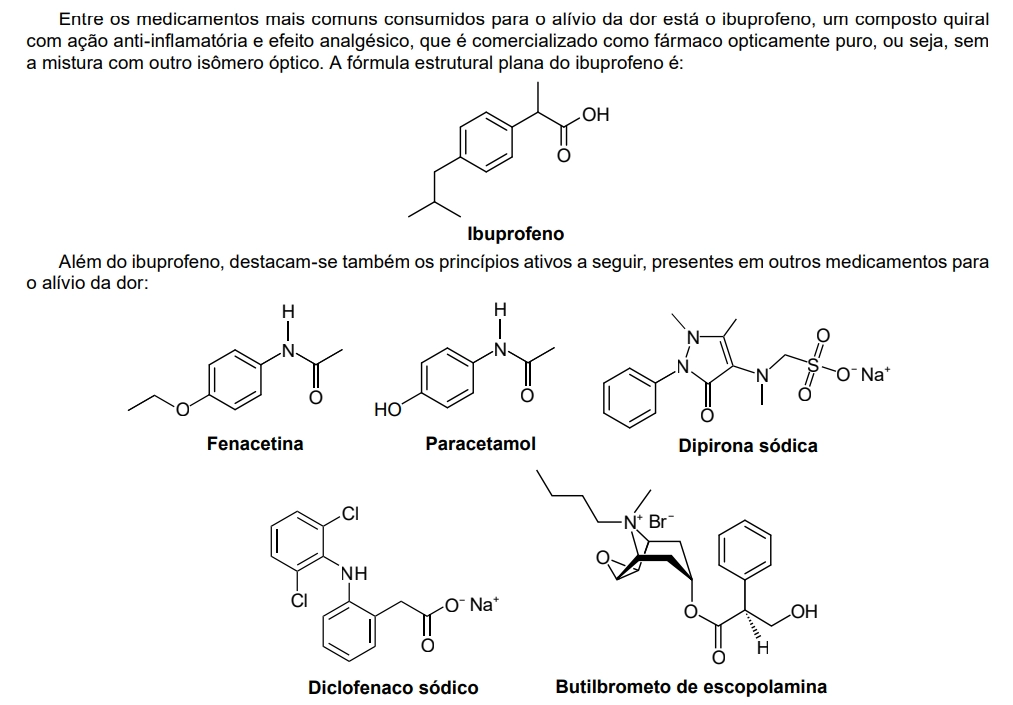 Entre os medicamentos mais comuns consumidos para o alívio da dor está o ibuprofeno, um composto quiral
com ação anti-inflamatória e efeito analgésico, que é comercializado como fármaco opticamente puro, ou seja, sem
a mistura com outro isômero óptico. A fórmula estrutural plana do ibuprofeno é:
OH
O
Ibuprofeno
Além do ibuprofeno, destacam-se também os princípios ativos a seguir, presentes em outros medicamentos para
o alívio da dor:
H
N
O
O
Fenacetina
H
N
O
HO
Paracetamol
N
N
O
N
O
S
O
O⁻ Na⁺
Dipirona sódica
Cl
NH
Cl
O⁻ Na⁺
O
Diclofenaco sódico
N⁺ Br⁻
O
O
OH
H
O
Butilbrometo de escopolamina